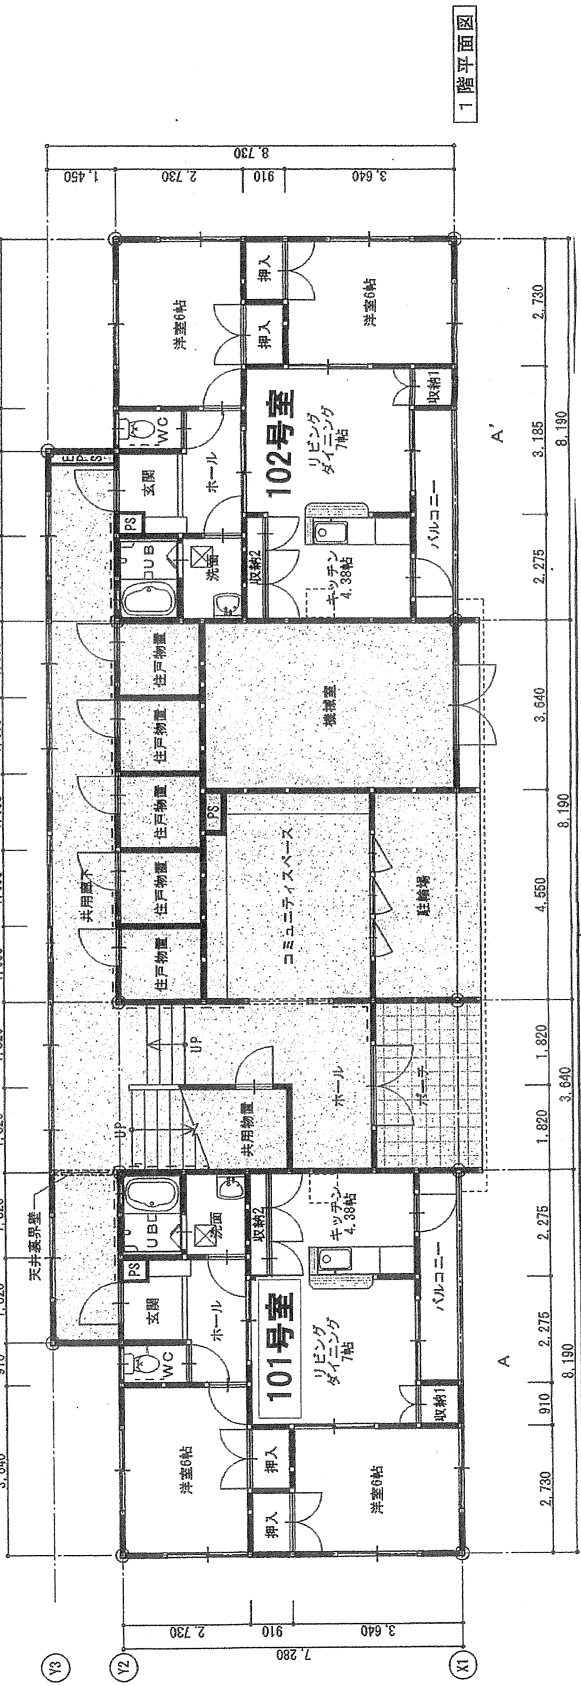 1階平面図
8,730
1,450
2,730
910
3,640
洋室6帖
押入
押入
洋室6帖
WC
EPS
玄関
ホール
102号室
リビング
ダイニング
7帖
収納1
PS
UB
洗面
収納2
キッチン
4.38帖
バルコニー
A'
2,730
3,185
2,275
8,190
住戸物置
住戸物置
住戸物置
住戸物置
住戸物置
共用廊下
機械室
PS
コミュニティスペース
駐輪場
3,640
4,550
8,190
UP
UP
共用物置
ホール
ポーチ
1,820
1,820
3,640
天井裏界壁
UB
洗面
収納2
キッチン
4.38帖
PS
玄関
ホール
WC
101号室
リビング
ダイニング
7帖
バルコニー
収納1
A
洋室6帖
押入
押入
洋室6帖
2,275
2,275
910
2,730
8,190
2,730
910
3,640
7,280
Y3
Y2
X1